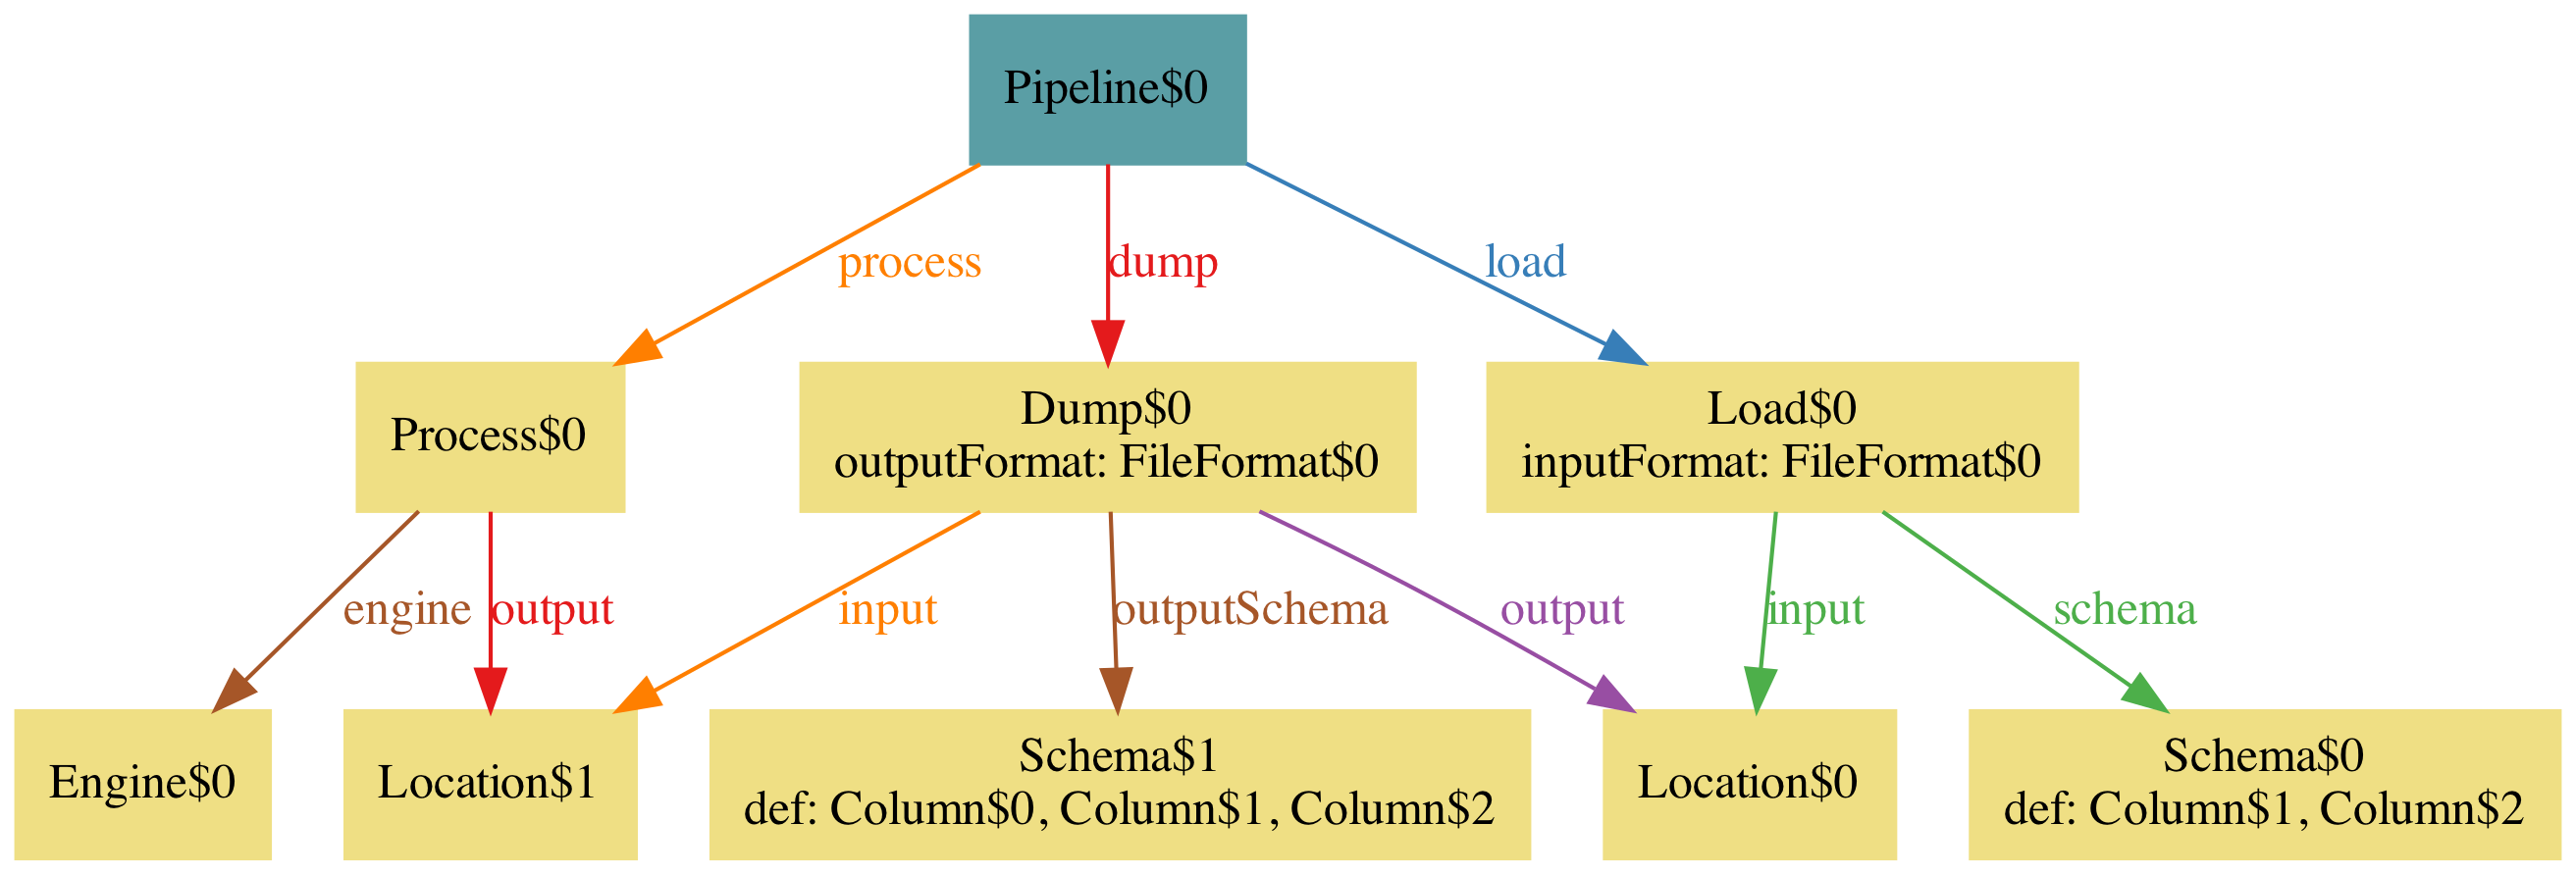 Pipeline$0
process
dump
load
Process$0
Dump$0
outputFormat: FileFormat$0
Load$0
inputFormat: FileFormat$0
engine
output
input
outputSchema
output
input
schema
Engine$0
Location$1
Schema$1
def: Column$0, Column$1, Column$2
Location$0
Schema$0
def: Column$1, Column$2